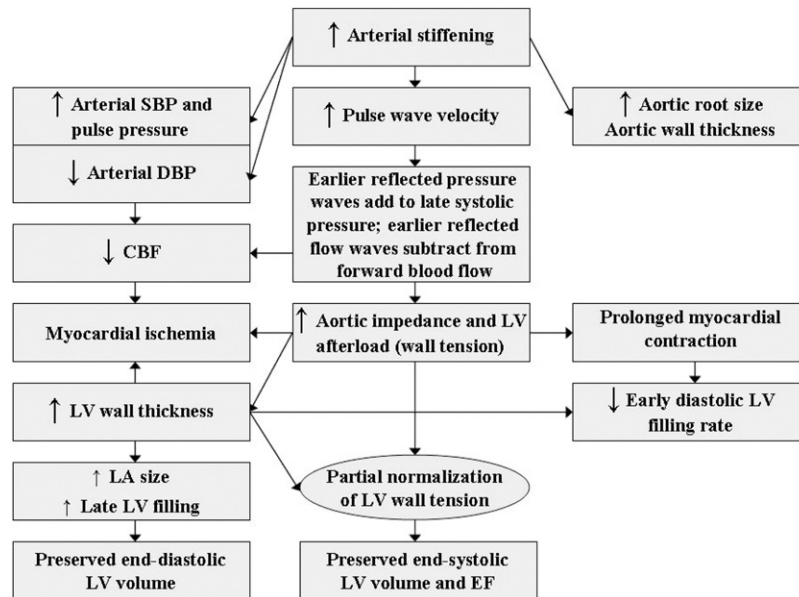 ↑ Arterial stiffening
↑ Arterial SBP and
pulse pressure
↓ Arterial DBP
↑ Pulse wave velocity
↑ Aortic root size
Aortic wall thickness
Earlier reflected pressure
waves add to late systolic
pressure; earlier reflected
flow waves subtract from
forward blood flow
↓ CBF
Myocardial ischemia
↑ Aortic impedance and LV
afterload (wall tension)
Prolonged myocardial
contraction
↑ LV wall thickness
↓ Early diastolic LV
filling rate
↑ LA size
↑ Late LV filling
Partial normalization
of LV wall tension
Preserved end-diastolic
LV volume
Preserved end-systolic
LV volume and EF